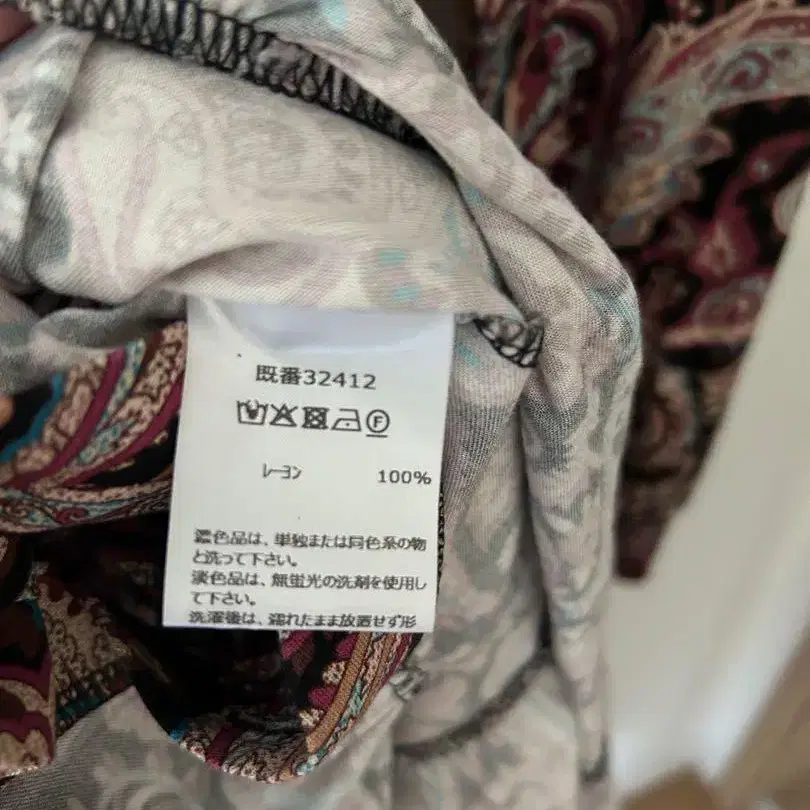 既番32412
F
レーヨン 100%
濃色品は、単独または同色系の物
と洗って下さい。
淡色品は、無蛍光の洗剤を使用し
て下さい。
洗濯後は、濡れたまま放置せず形